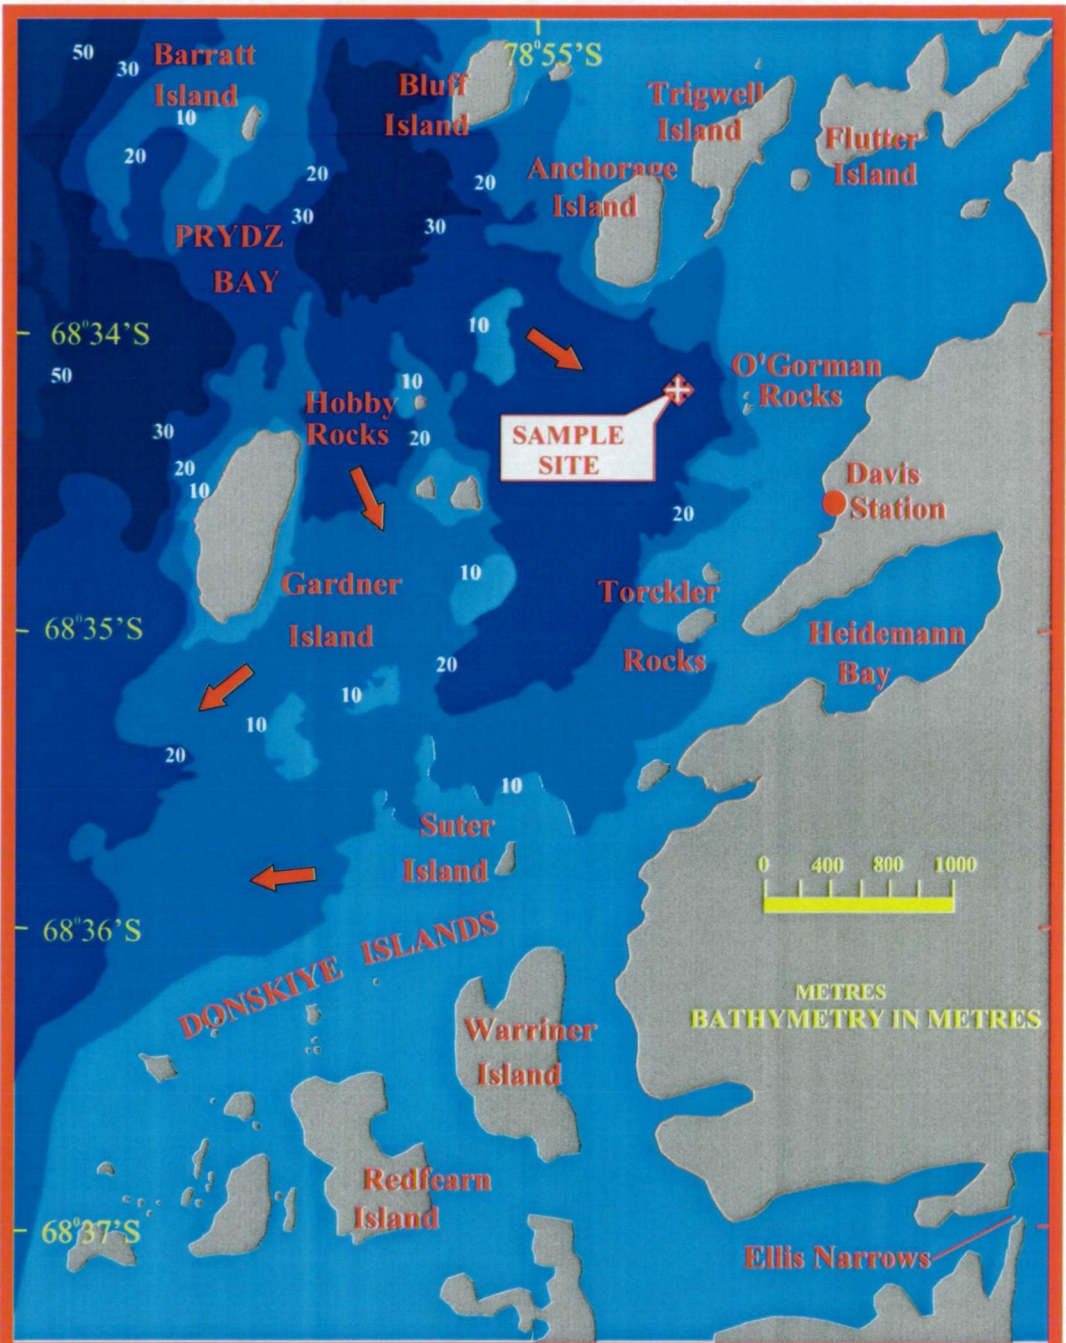 78°55’S
50
30
Barratt
Island
10
20
Bluff
Island
Trigwell
Island
Flutter
Island
Anchorage
Island
20
30
20
30
PRYDZ
BAY
68°34’S
50
10
O'Gorman
Rocks
10
Hobby
Rocks
20
SAMPLE
SITE
30
20
10
Davis
Station
20
Gardner
Island
10
Torckler
Rocks
68°35’S
Heidemann
Bay
20
10
10
20
10
Suter
Island
0 400 800 1000
METRES
BATHYMETRY IN METRES
68°36’S
DONSKIYE ISLANDS
Warriner
Island
Redfearn
Island
68°37’S
Ellis Narrows